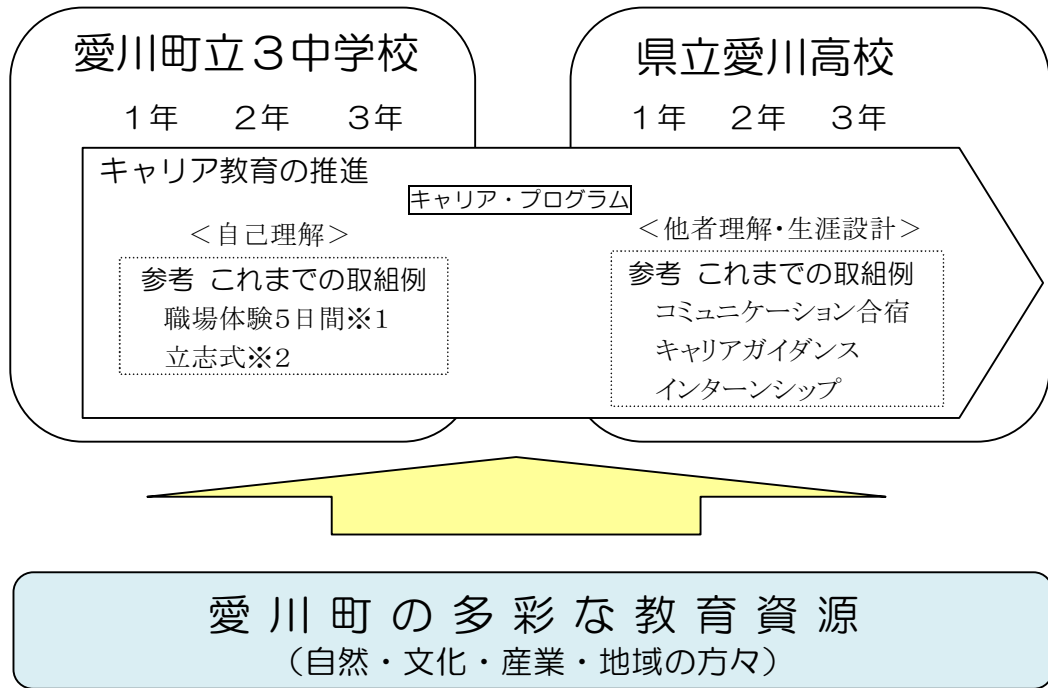 愛川町立３中学校
１年　２年　３年
県立愛川高校
１年　２年　３年
キャリア教育の推進
キャリア・プログラム
＜自己理解＞
参考 これまでの取組例
職場体験5日間※1
立志式※2
＜他者理解・生涯設計＞
参考 これまでの取組例
コミュニケーション合宿
キャリアガイダンス
インターンシップ
愛川町の多彩な教育資源
（自然・文化・産業・地域の方々）